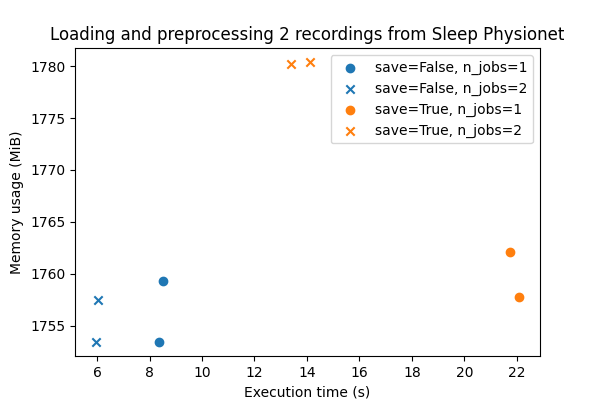 Loading and preprocessing 2 recordings from Sleep Physionet
save=False, n_jobs=1
save=False, n_jobs=2
save=True, n_jobs=1
save=True, n_jobs=2
Memory usage (MiB)
1780
1775
1770
1765
1760
1755
6 8 10 12 14 16 18 20 22
Execution time (s)